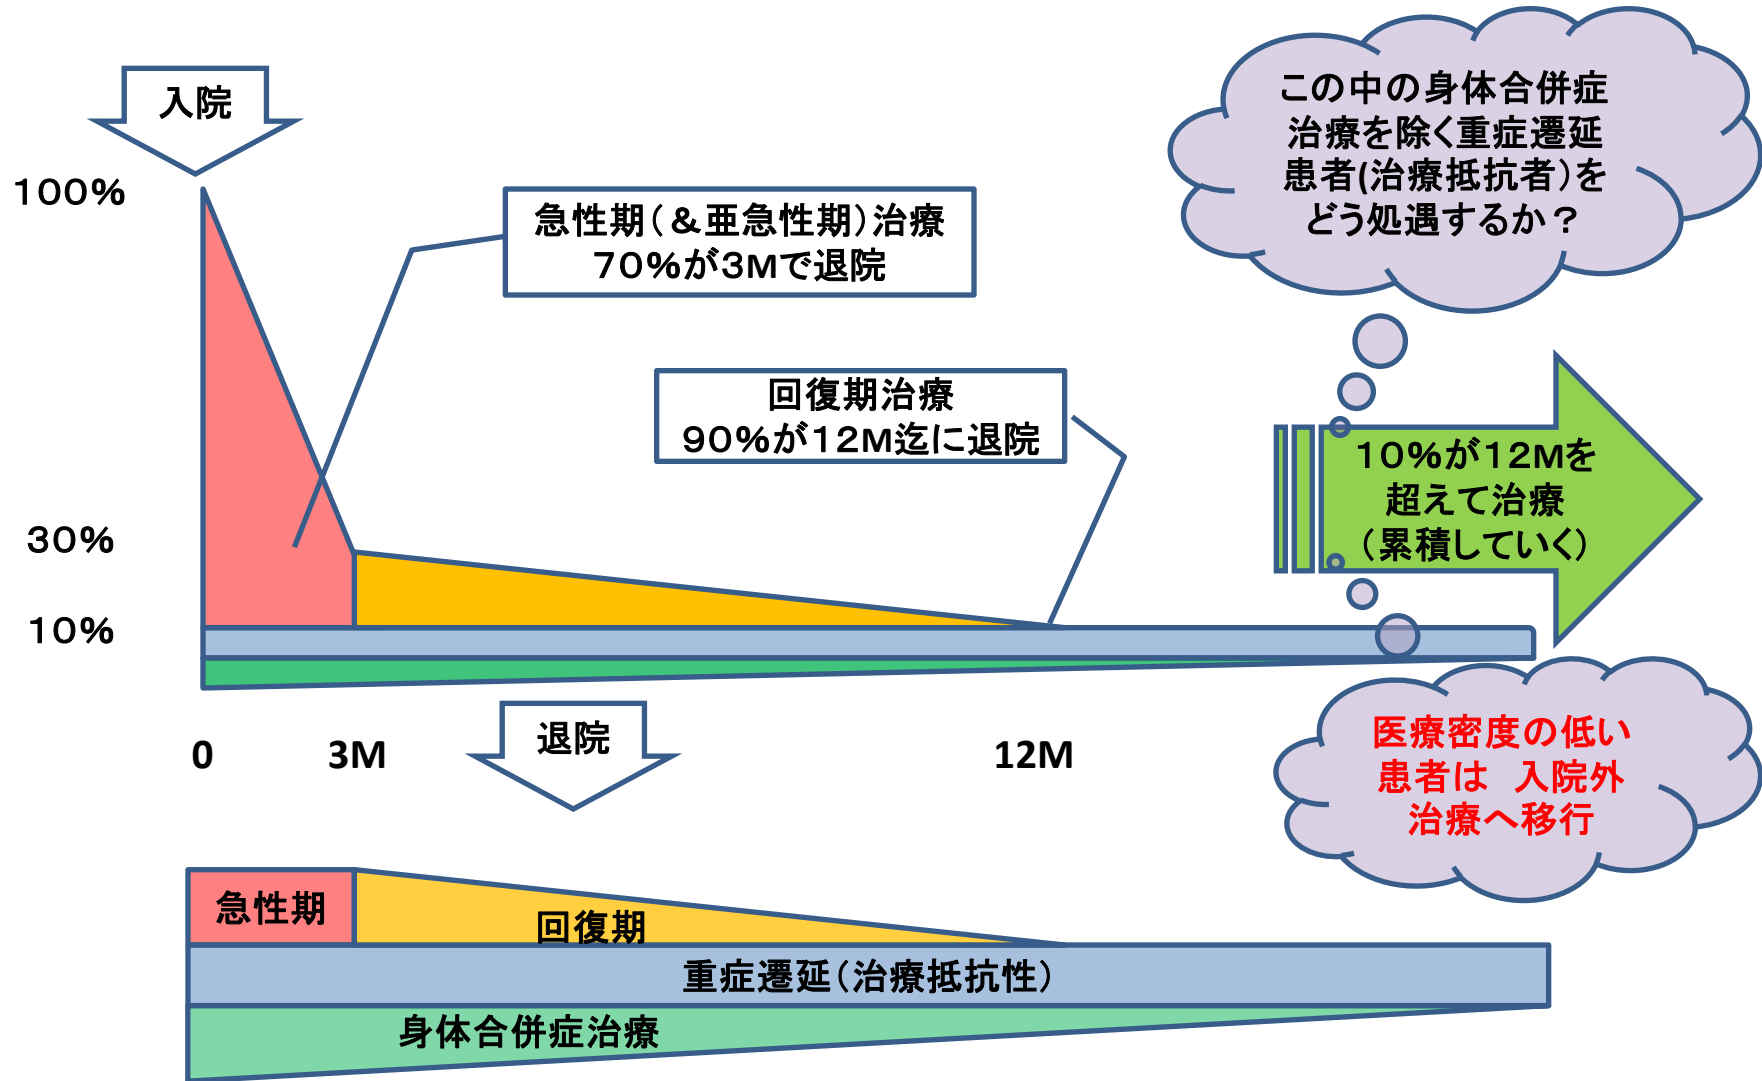 入院
この中の身体合併症
治療を除く重症遷延
患者(治療抵抗者)を
どう処遇するか？
100%
急性期（＆亜急性期）治療
70%が3Mで退院
回復期治療
90%が12M迄に退院
10%が12Mを
超えて治療
（累積していく）
30%
10%
0
3M
退院
12M
医療密度の低い
患者は　入院外
治療へ移行
急性期
回復期
重症遷延（治療抵抗性）
身体合併症治療